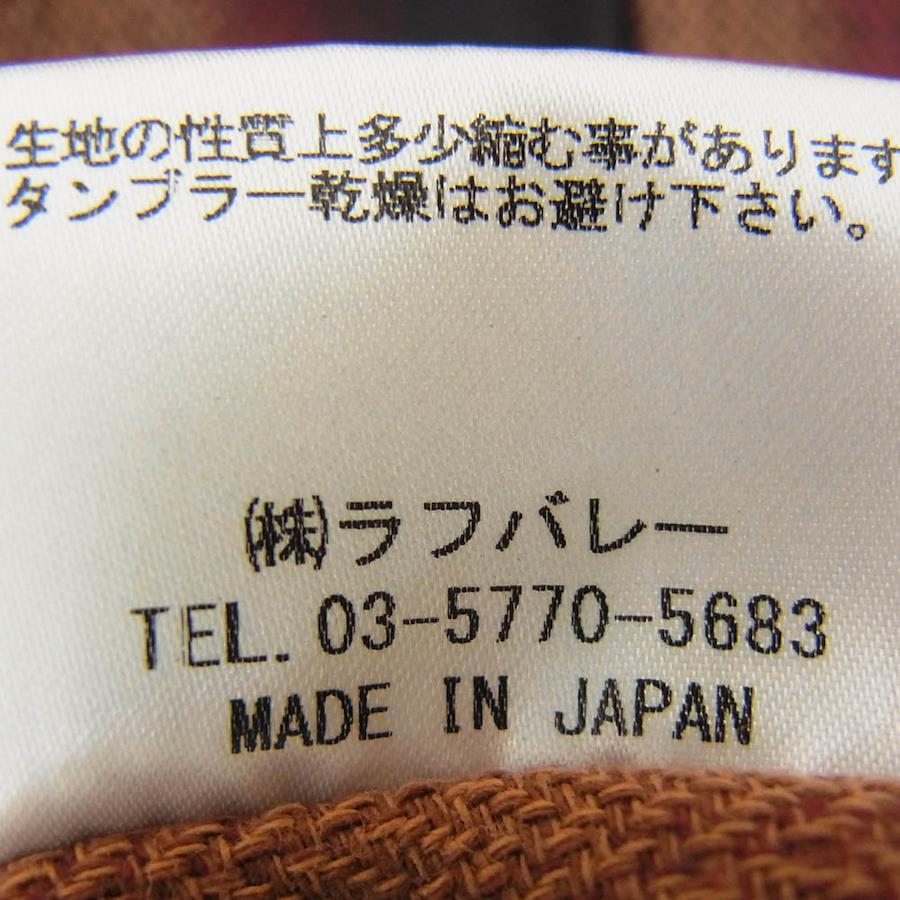 生地の性質上多少縮む事があります
タンブラー乾燥はお避け下さい。
㈱ラフバレー
TEL. 03-5770-5683
MADE IN JAPAN